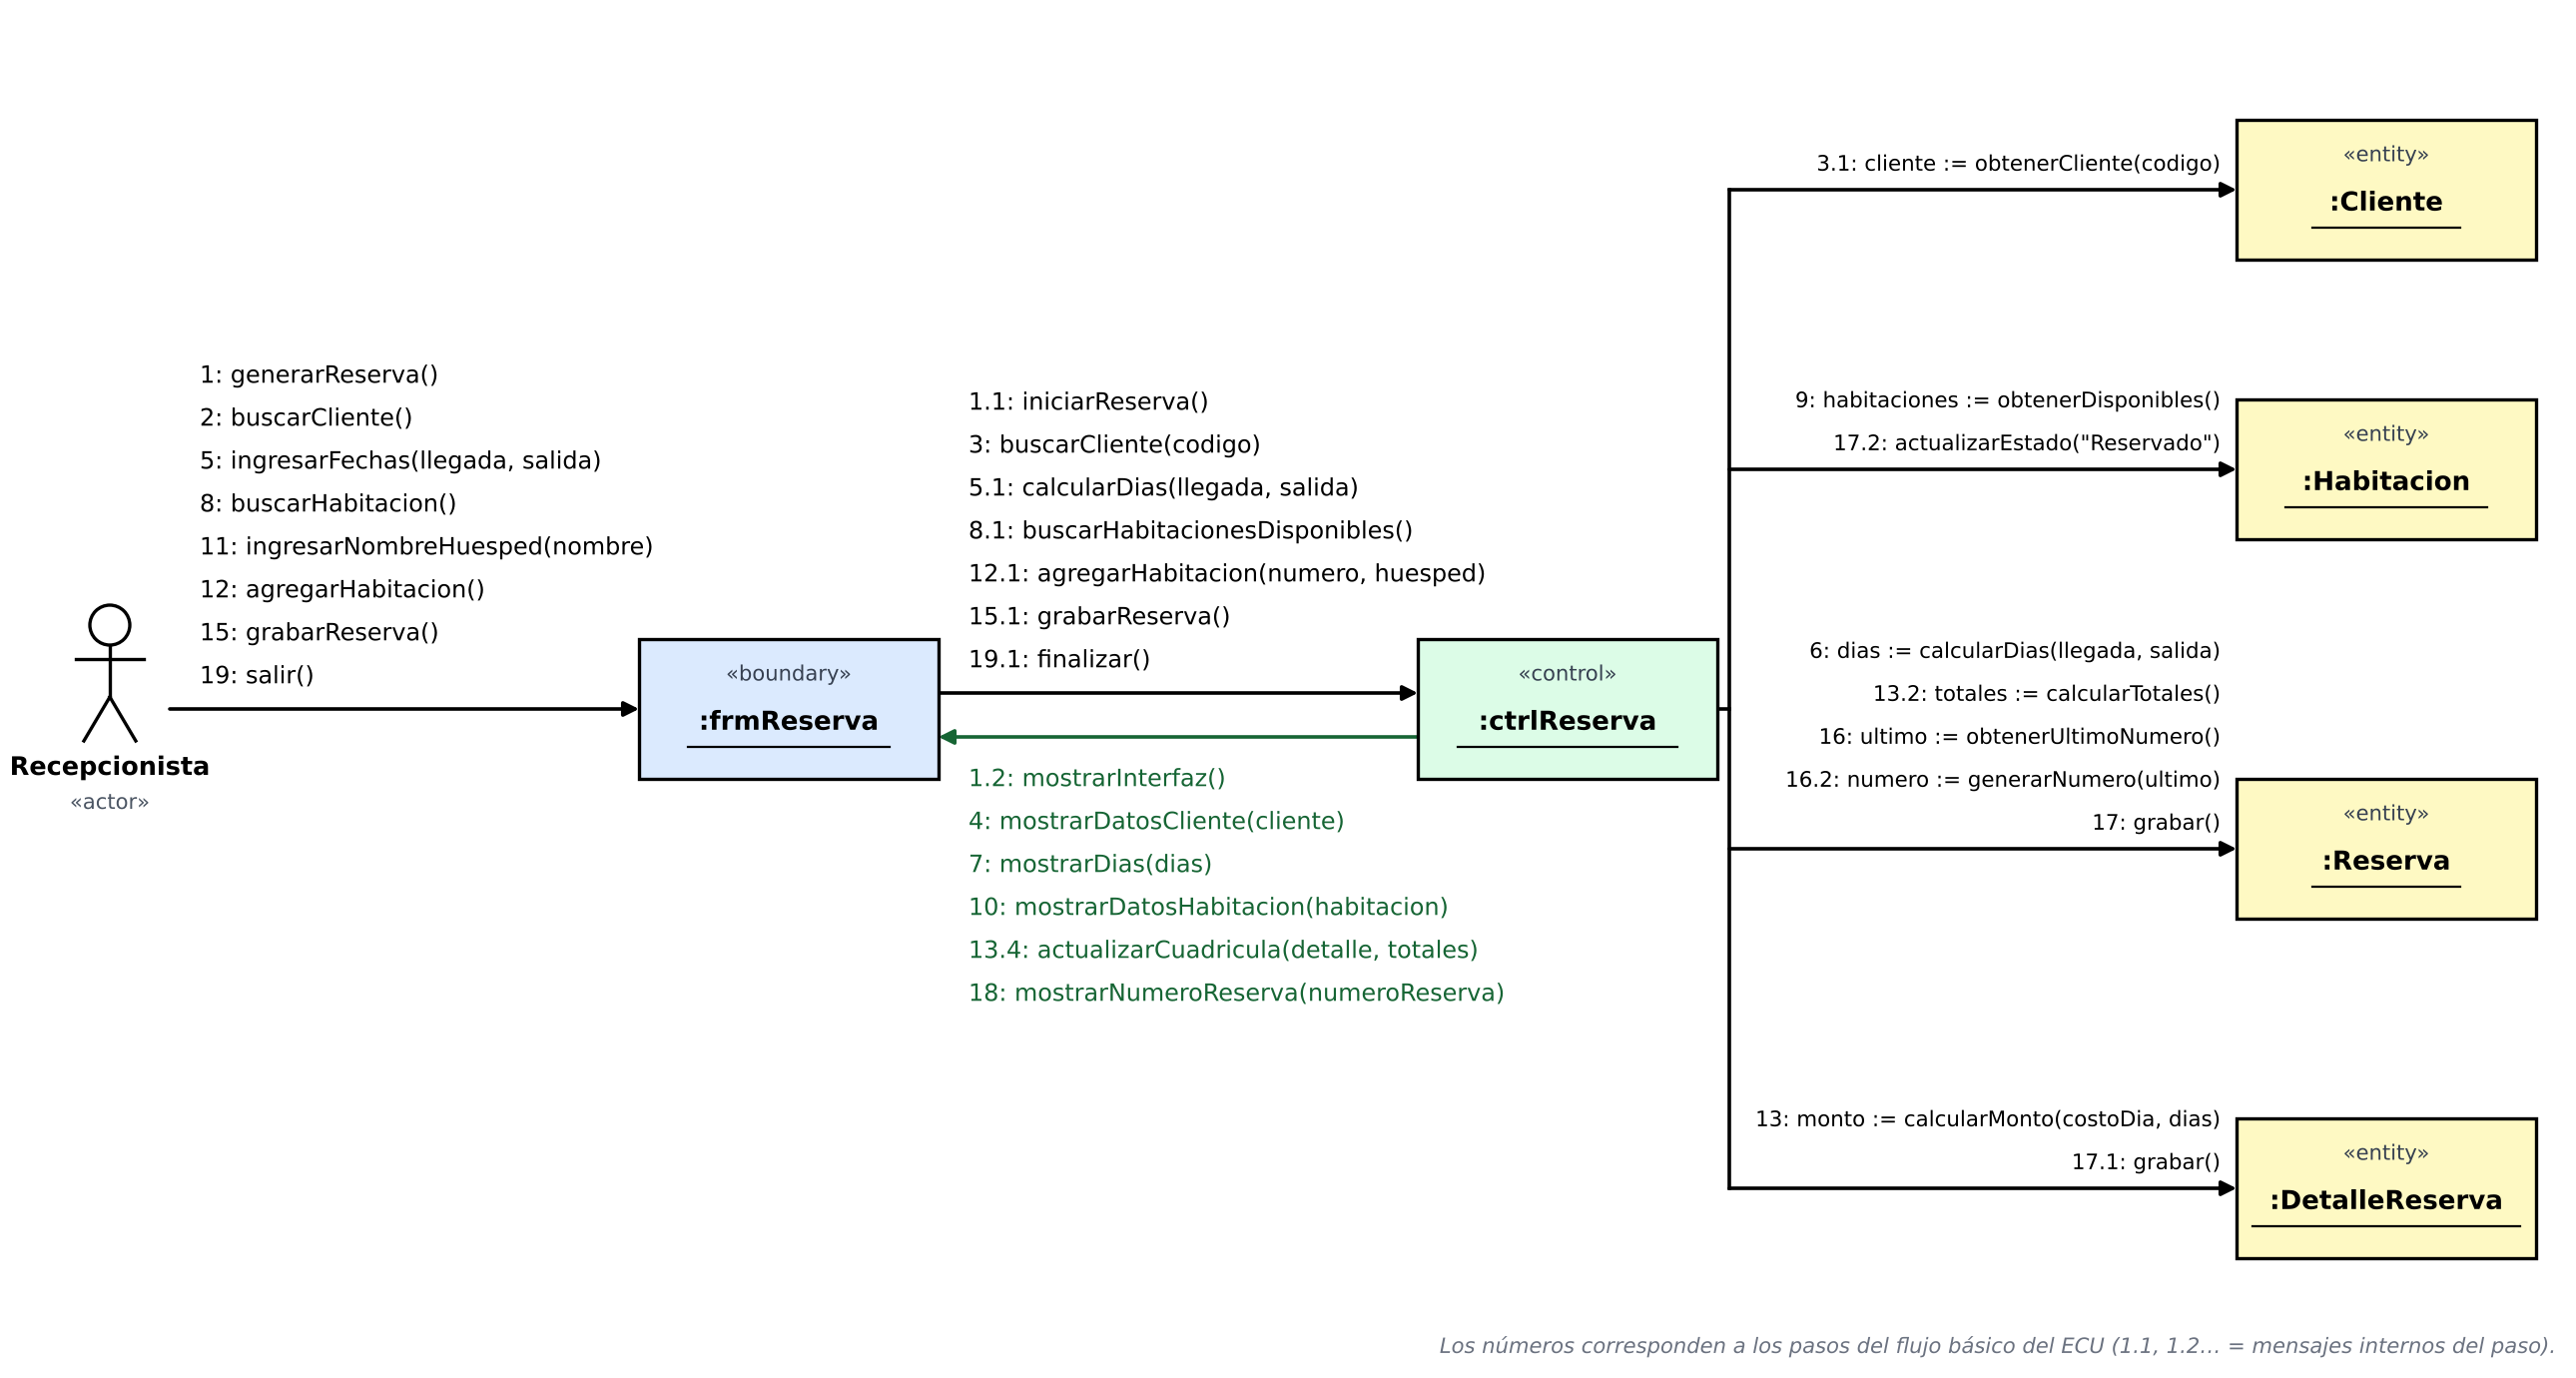 1: generarReserva()
2: buscarCliente()
5: ingresarFechas(llegada, salida)
8: buscarHabitacion()
11: ingresarNombreHuesped(nombre)
12: agregarHabitacion()
15: grabarReserva()
19: salir()
Recepcionista
«actor»
«boundary»
:frmReserva
1.1: iniciarReserva()
3: buscarCliente(codigo)
5.1: calcularDias(llegada, salida)
8.1: buscarHabitacionesDisponibles()
12.1: agregarHabitacion(numero, huesped)
15.1: grabarReserva()
19.1: finalizar()
1.2: mostrarInterfaz()
4: mostrarDatosCliente(cliente)
7: mostrarDias(dias)
10: mostrarDatosHabitacion(habitacion)
13.4: actualizarCuadricula(detalle, totales)
18: mostrarNumeroReserva(numeroReserva)
«control»
:ctrlReserva
3.1: cliente := obtenerCliente(codigo)
«entity»
:Cliente
9: habitaciones := obtenerDisponibles()
17.2: actualizarEstado("Reservado")
«entity»
:Habitacion
6: dias := calcularDias(llegada, salida)
13.2: totales := calcularTotales()
16: ultimo := obtenerUltimoNumero()
16.2: numero := generarNumero(ultimo)
17: grabar()
«entity»
:Reserva
13: monto := calcularMonto(costoDia, dias)
17.1: grabar()
«entity»
:DetalleReserva
Los números corresponden a los pasos del flujo básico del ECU (1.1, 1.2... = mensajes internos del paso).